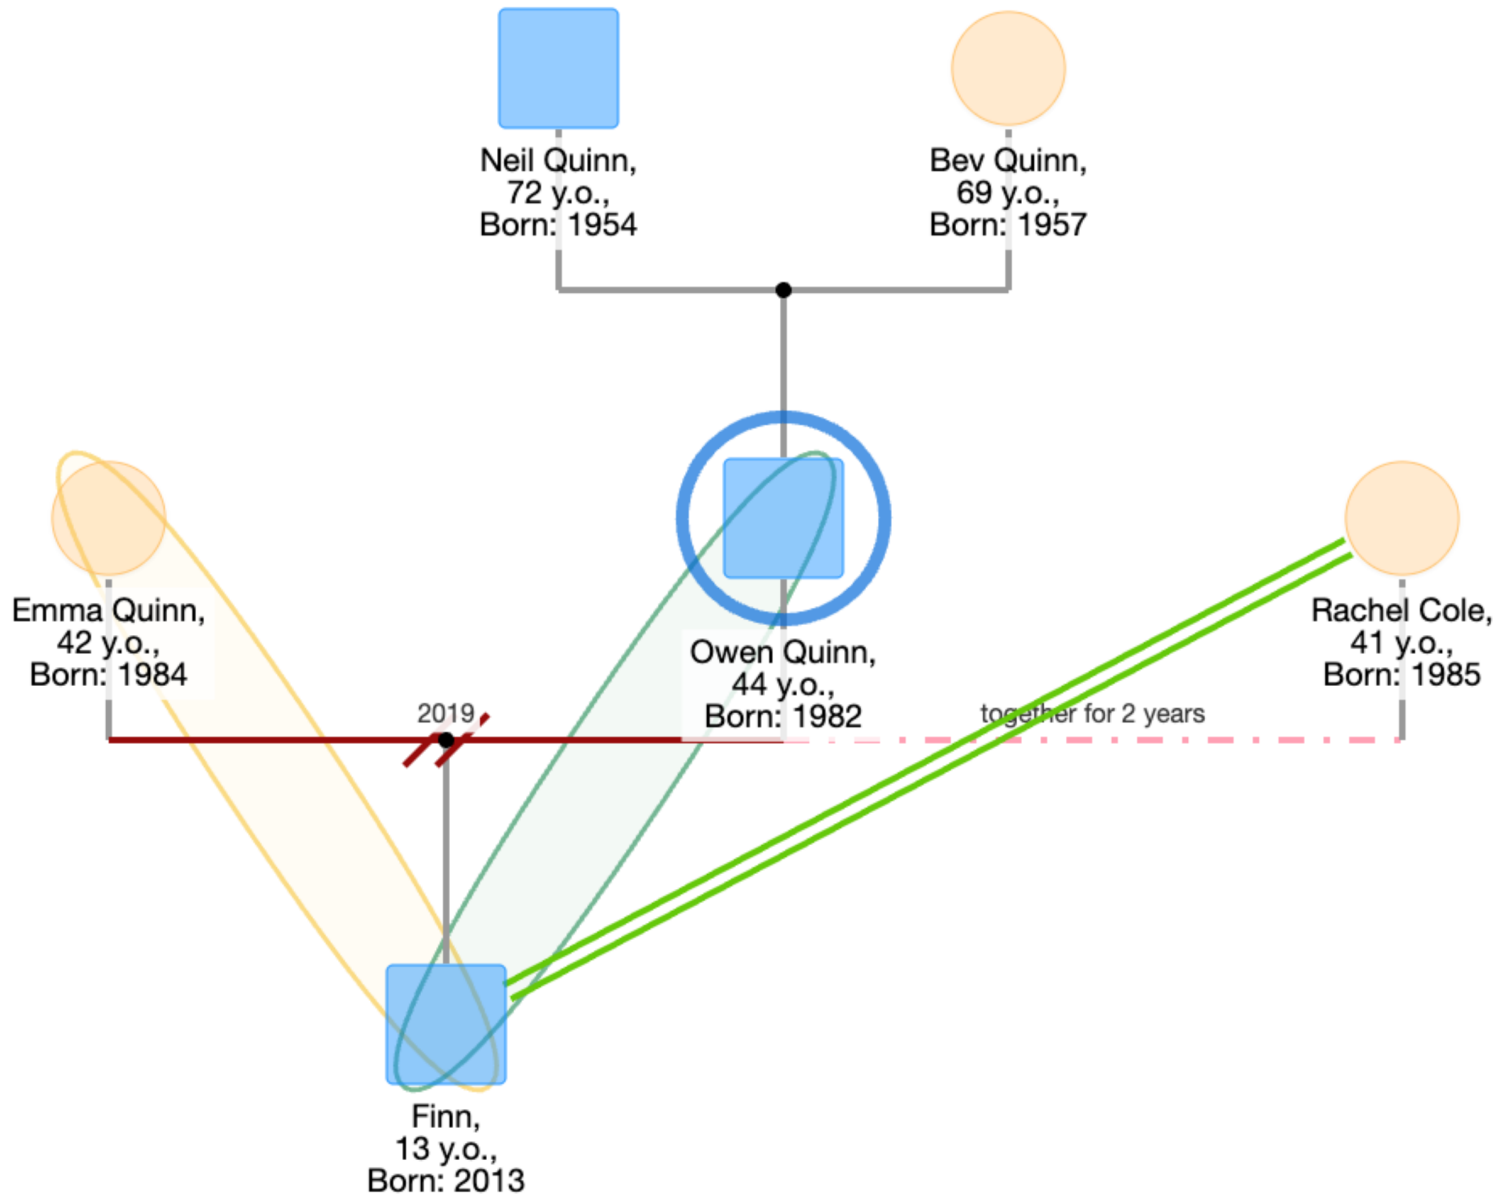 Neil Quinn,
72 y.o.,
Born: 1954
Bev Quinn,
69 y.o.,
Born: 1957
Emma Quinn,
42 y.o.,
Born: 1984
Owen Quinn,
44 y.o.,
Born: 1982
Rachel Cole,
41 y.o.,
Born: 1985
2019
together for 2 years
Finn,
13 y.o.,
Born: 2013